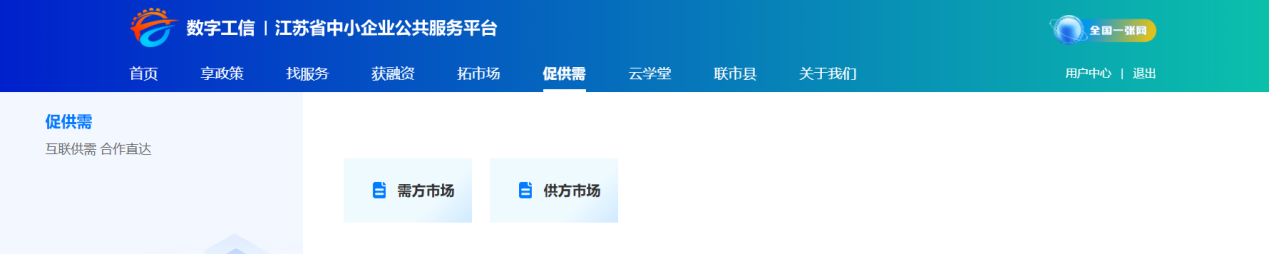 数字工信 | 江苏省中小企业公共服务平台
全国一张网
首页 享政策 找服务 获融资 拓市场 促供需 云学堂 联市县 关于我们
用户中心 | 退出
促供需
互联供需 合作直达
需方市场 供方市场